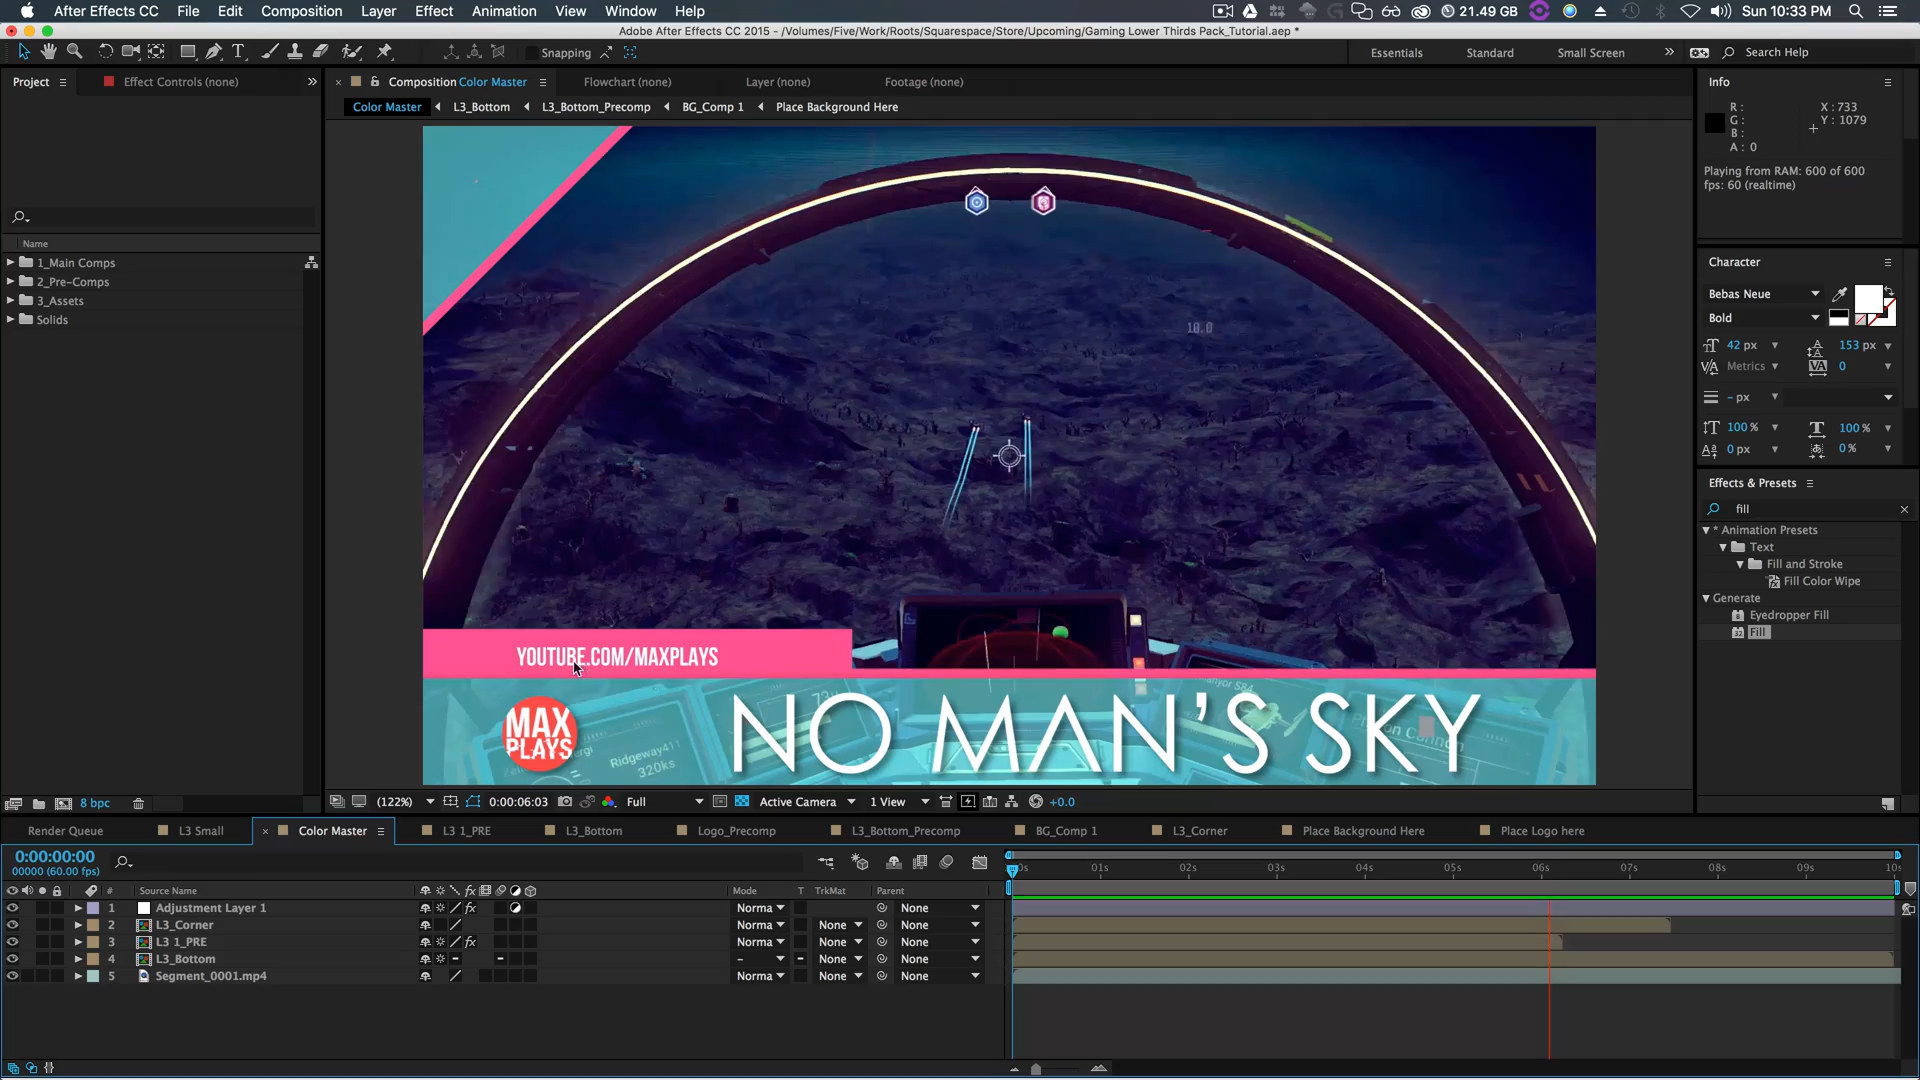 After Effects CC File Edit Composition Layer Effect Animation View Window Help 21.49 GB Sun 10:33 PM
Adobe After Effects CC 2015 - /Volumes/Five/Work/Roots/Squarespace/Store/Upcoming/Gaming Lower Thirds Pack_Tutorial.aep *
Snapping Essentials Standard Small Screen Search Help
Project Effect Controls (none) Composition Color Master Flowchart (none) Layer (none) Footage (none) Info
Color Master L3_Bottom L3_Bottom_Precomp BG_Comp 1 Place Background Here
R : X : 733
G : Y : 1079
B :
A : 0
Playing from RAM: 600 of 600
fps: 60 (realtime)
Name
1_Main Comps
2_Pre-Comps
3_Assets
Solids
Character
Bebas Neue
Bold
42 px 153 px
Metrics 0
- px
100 % 100 %
0 px 0 %
Effects & Presets
fill
* Animation Presets
Text
Fill and Stroke
Fill Color Wipe
Generate
Eyedropper Fill
Fill
10.0
YOUTUBE.COM/MAXPLAYS
MAX
PLAYS
NO MAN'S SKY
Ridgeway411
320ks
8 bpc (122%) 0:00:06:03 Full Active Camera 1 View +0.0
Render Queue L3 Small Color Master L3 1_PRE L3_Bottom Logo_Precomp L3_Bottom_Precomp BG_Comp 1 L3_Corner Place Background Here Place Logo here
0:00:00:00
00000 (60.00 fps)
01s 02s 03s 04s 05s 06s 07s 08s 09s 10s
# Source Name Mode T TrkMat Parent
1 Adjustment Layer 1 Norma None
2 L3_Corner Norma None None
3 L3 1_PRE Norma None None
4 L3_Bottom - None None
5 Segment_0001.mp4 Norma None None